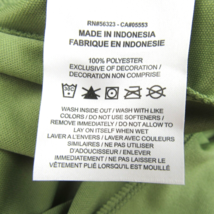 RN#56323 - CA#05553
MADE IN INDONESIA
FABRIQUE EN INDONESIE
100% POLYESTER
EXCLUSIVE OF DECORATION /
DECORATION NON COMPRISE
WASH INSIDE OUT / WASH WITH LIKE
COLORS / DO NOT USE SOFTENERS /
REMOVE IMMEDIATELY / DO NOT ALLOW TO
LAY ON ITSELF WHEN WET
LAVER A L'ENVERS / LAVER AVEC COULEURS
SIMILAIRES / NE PAS UTILISER
D'ADOUCISSEUR / ENLEVER
IMMÉDIATEMENT / NE PAS LAISSER LE
VÊTEMENT PLIÉ LORSQU'IL EST MOUILLÉ